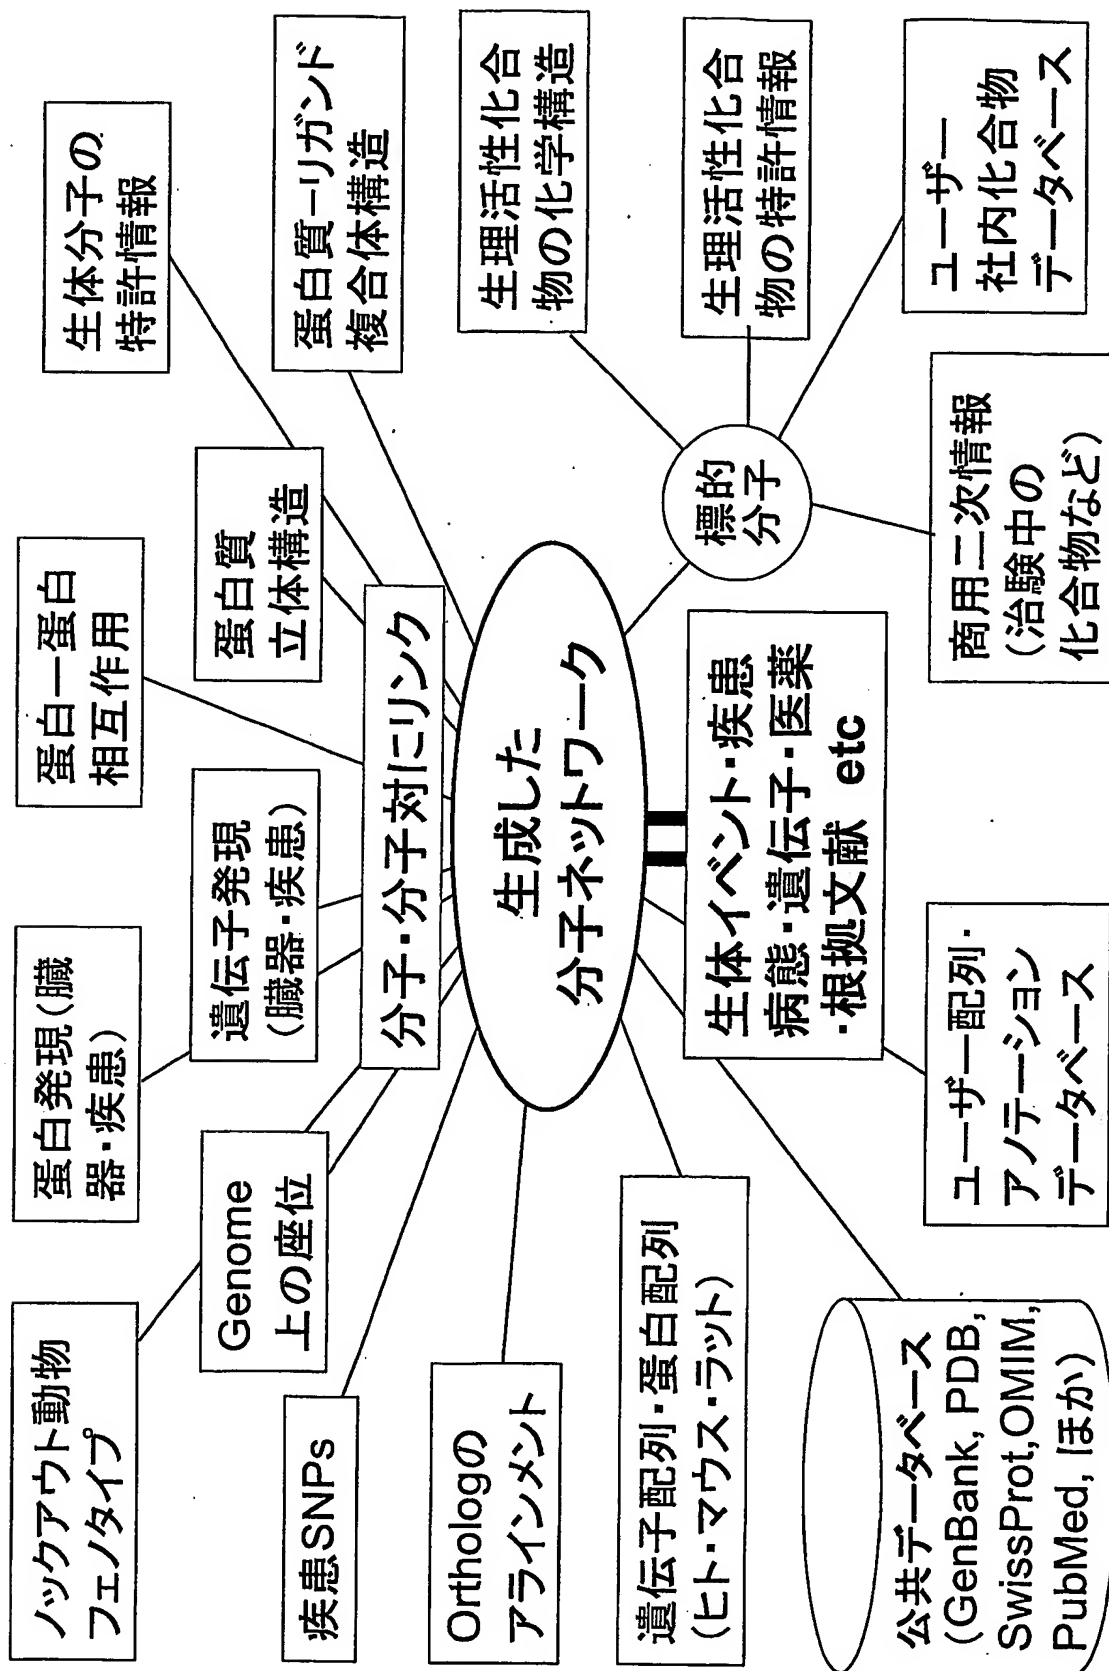 ノックアウト動物
フェノタイプ
蛋白発現(臓
器・疾患)
蛋白ー蛋白
相互作用
生体分子の
特許情報
Genome
上の座位
遺伝子発現
(臓器・疾患)
蛋白質
立体構造
蛋白質ーリガンド
複合体構造
疾患SNPs
分子・分子対にリンク
Orthologの
アラインメント
生成した
分子ネットワーク
生理活性化合
物の化学構造
遺伝子配列・蛋白配列
(ヒト・マウス・ラット)
生体イベント・疾患
病態・遺伝子・医薬
・根拠文献 etc
標的
分子
生理活性化合
物の特許情報
公共データベース
(GenBank, PDB,
SwissProt,OMIM,
PubMed, ほか)
ユーザー配列・
アノテーション
データベース
商用二次情報
(治験中の
化合物など)
ユーザー
社内化合物
データベース